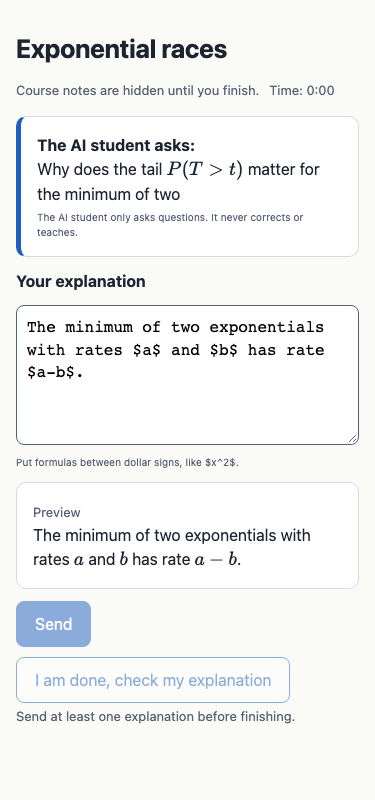 Exponential races
Course notes are hidden until you finish. Time: 0:00
The AI student asks:
Why does the tail P(T > t) matter for
the minimum of two
The AI student only asks questions. It never corrects or
teaches.
Your explanation
The minimum of two exponentials
with rates $a$ and $b$ has rate
$a-b$.
Put formulas between dollar signs, like $x^2$.
Preview
The minimum of two exponentials with
rates a and b has rate a − b.
Send
I am done, check my explanation
Send at least one explanation before finishing.